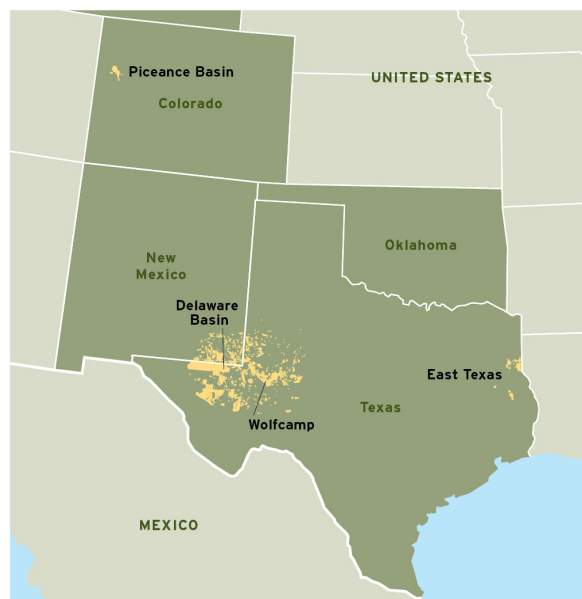 Piceance Basin
UNITED STATES
Colorado
Oklahoma
New
Mexico
Delaware
Basin
East Texas
Texas
Wolfcamp
MEXICO